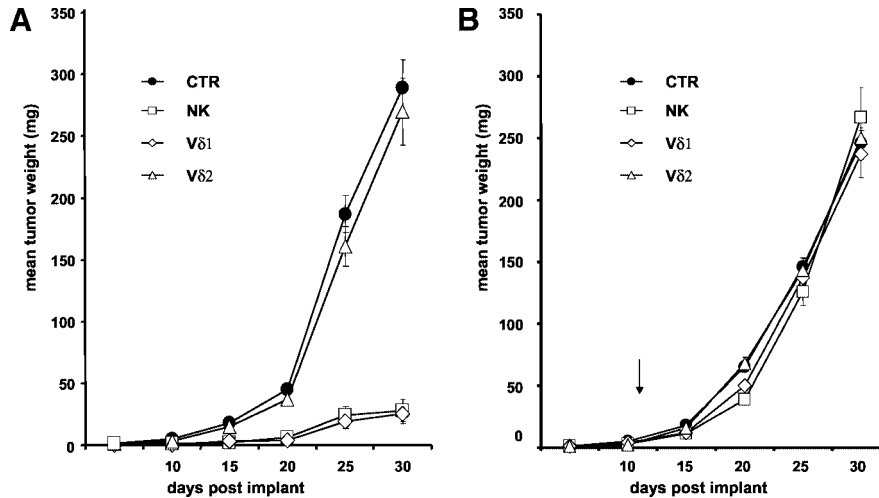 A
mean tumor weight (mg)
350
300
250
200
150
100
50
0
CTR
NK
Vδ1
Vδ2
10 15 20 25 30
days post implant
B
mean tumor weight (mg)
350
300
250
200
150
100
50
0
CTR
NK
Vδ1
Vδ2
10 15 20 25 30
days post implant